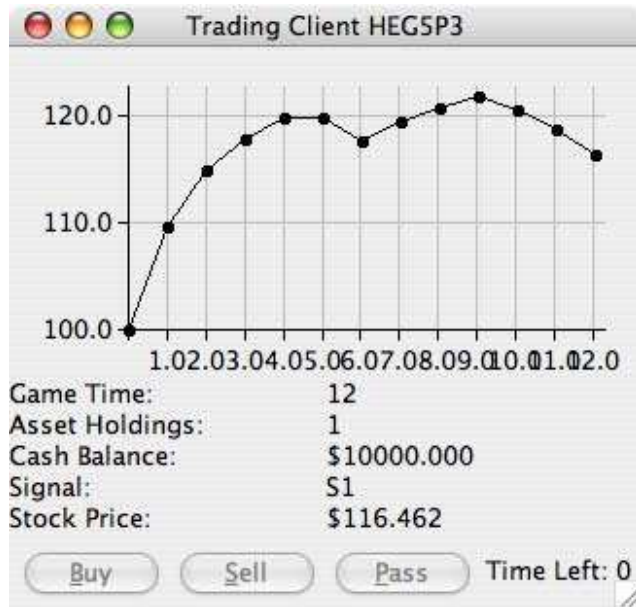 Trading Client HEG5P3
120.0
110.0
100.0
1.02.03.04.05.06.07.08.09.010.011.012.0
Game Time: 12
Asset Holdings: 1
Cash Balance: $10000.000
Signal: S1
Stock Price: $116.462
Buy Sell Pass Time Left: 0